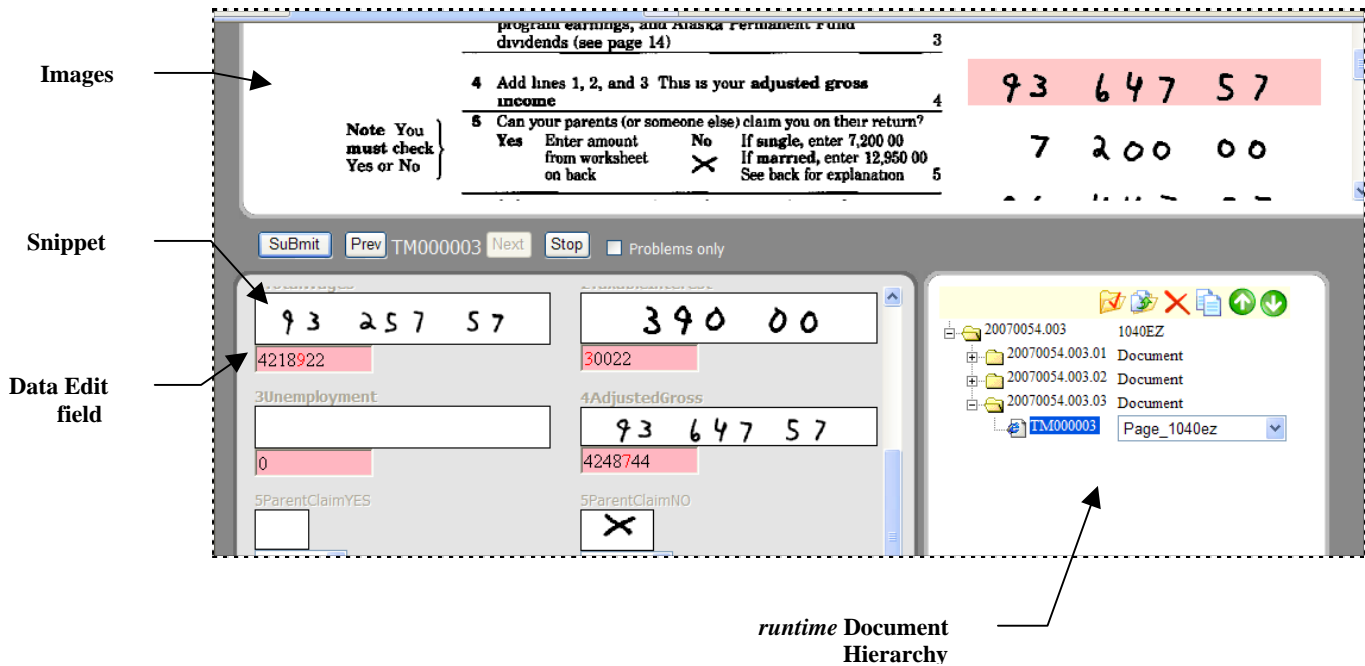 program earnings, and Alaska Permanent Fund
dividends (see page 14) 3
Images
4 Add lines 1, 2, and 3 This is your adjusted gross
income 4
93 647 57
5 Can your parents (or someone else) claim you on their return?
Note You
must check
Yes or No
Yes Enter amount
from worksheet
on back
No If single, enter 7,200 00
If married, enter 12,950 00
See back for explanation 5
7 200 00
Snippet
SuBmit Prev TM000003 Next Stop Problems only
93 257 57
390 00
4218922
30022
Data Edit
field
3Unemployment
4AdjustedGross
93 647 57
0
4248744
5ParentClaimYES
5ParentClaimNO
20070054.003 1040EZ
20070054.003.01 Document
20070054.003.02 Document
20070054.003.03 Document
TM000003 Page_1040ez
runtime Document
Hierarchy